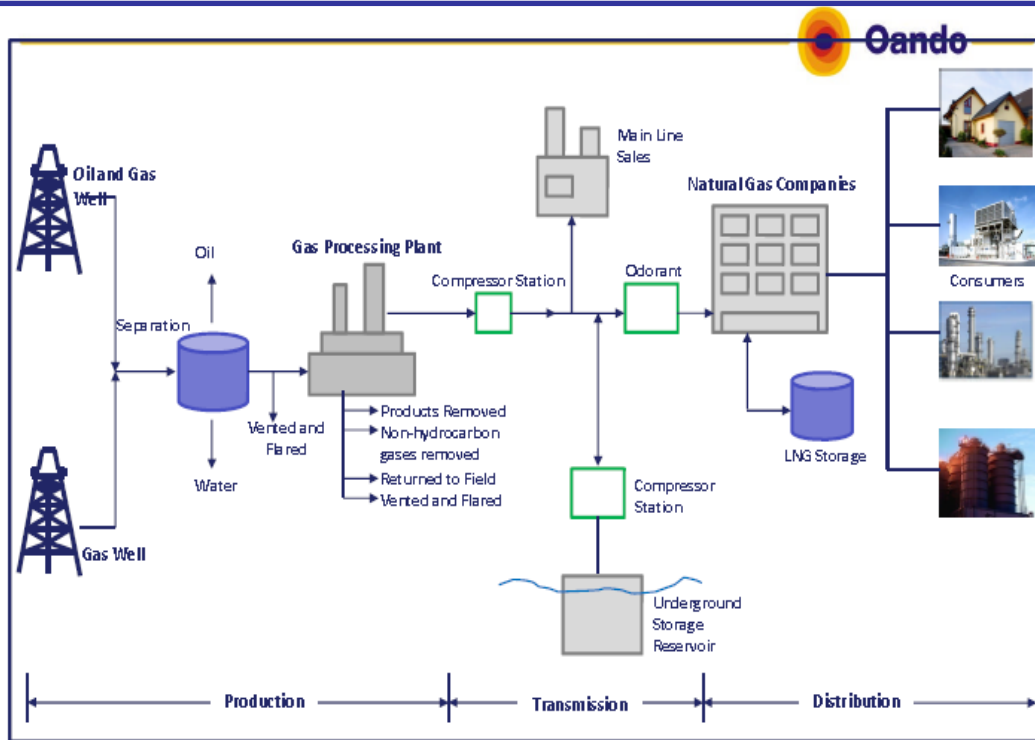 Oando
Oil and Gas
Well
Main Line
Sales
Natural Gas Companies
Oil
Gas Processing Plant
Compressor Station
Odorant
Consumers
Separation
Products Removed
Non-hydrocarbon
gases removed
Returned to Field
Vented and Flared
Vented and
Flared
Water
LNG Storage
Compressor
Station
Gas Well
Underground
Storage
Reservoir
Production
Transmission
Distribution